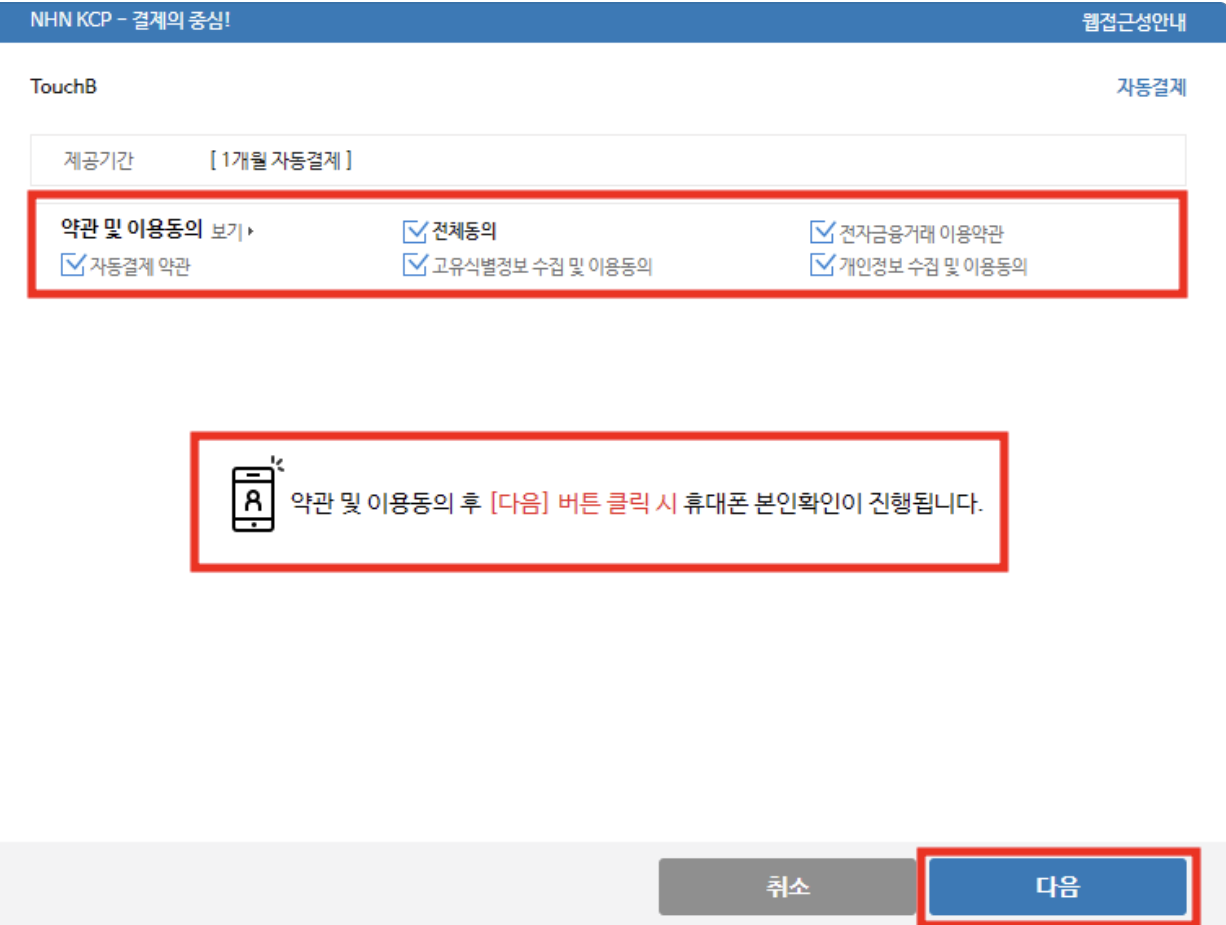 NHN KCP - 결제의 중심! 웹접근성안내
TouchB 자동결제
제공기간 [ 1개월 자동결제 ]
약관 및 이용동의 보기 전체동의 전자금융거래 이용약관
자동결제 약관 고유식별정보 수집 및 이용동의 개인정보 수집 및 이용동의
약관 및 이용동의 후 [다음] 버튼 클릭 시 휴대폰 본인확인이 진행됩니다.
취소 다음